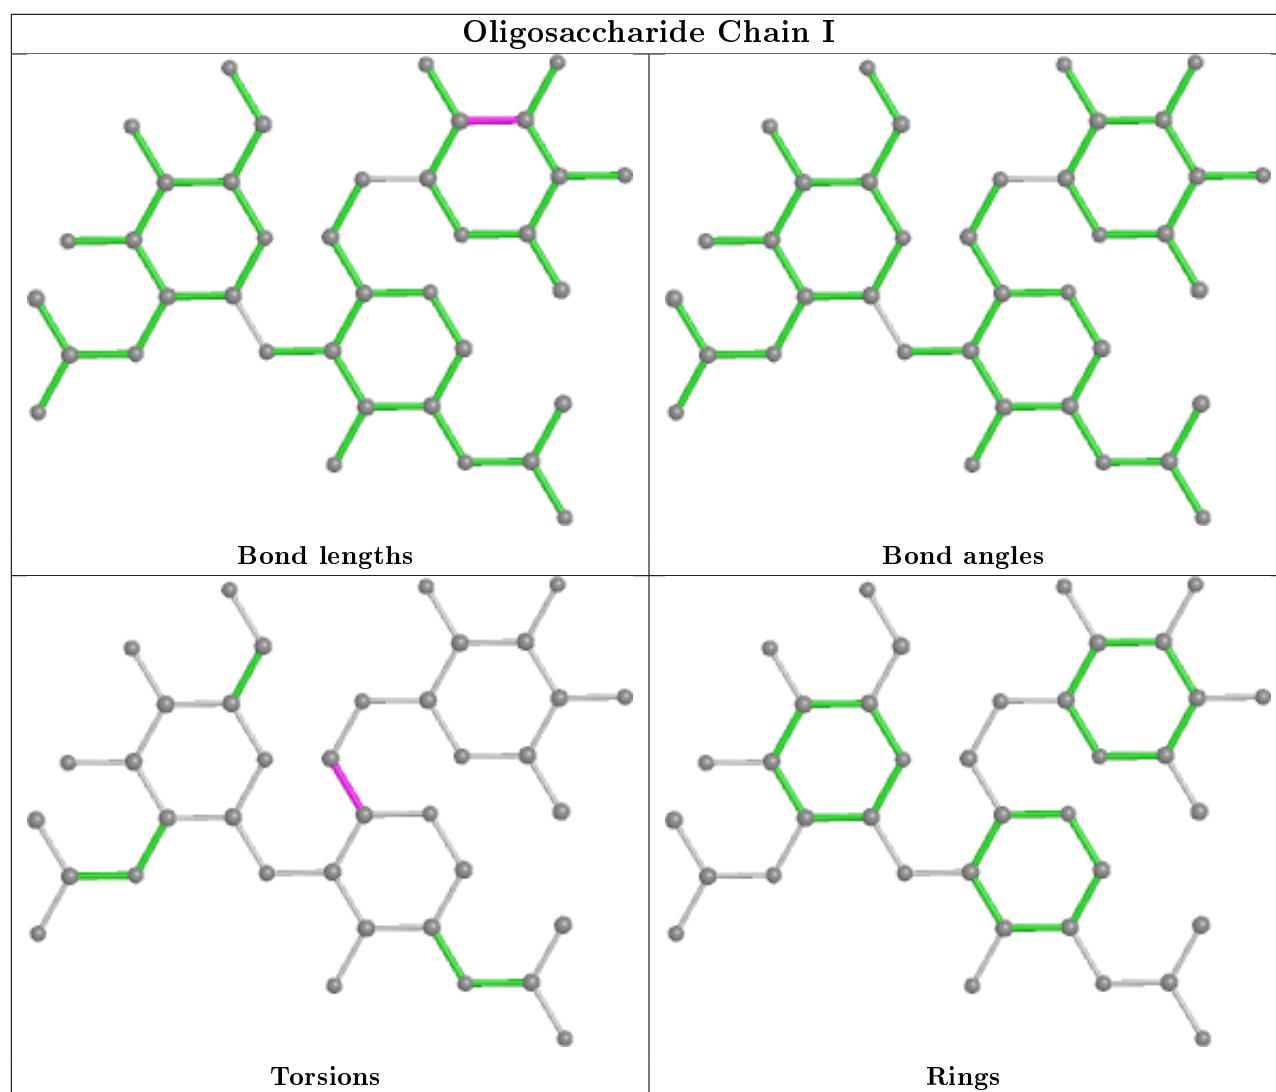 Oligosaccharide Chain I
Bond lengths
Bond angles
Torsions
Rings